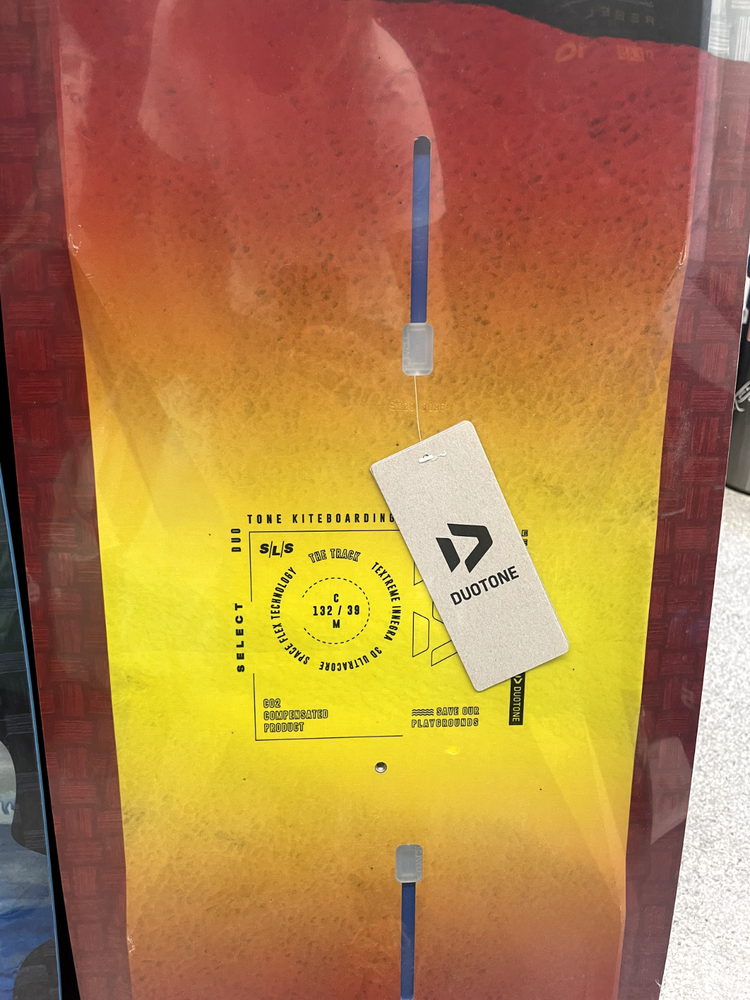 DUO
TONE KITEBOARDING
S/L/S
THE TRACK
TEXTREME INNEGRA
3D ULTRACORE
SPACE FLEX TECHNOLOGY
C
132 / 39
M
SELECT
CO2
COMPENSATED
PRODUCT
SAVE OUR
PLAYGROUNDS
DUOTONE
DUOTONE